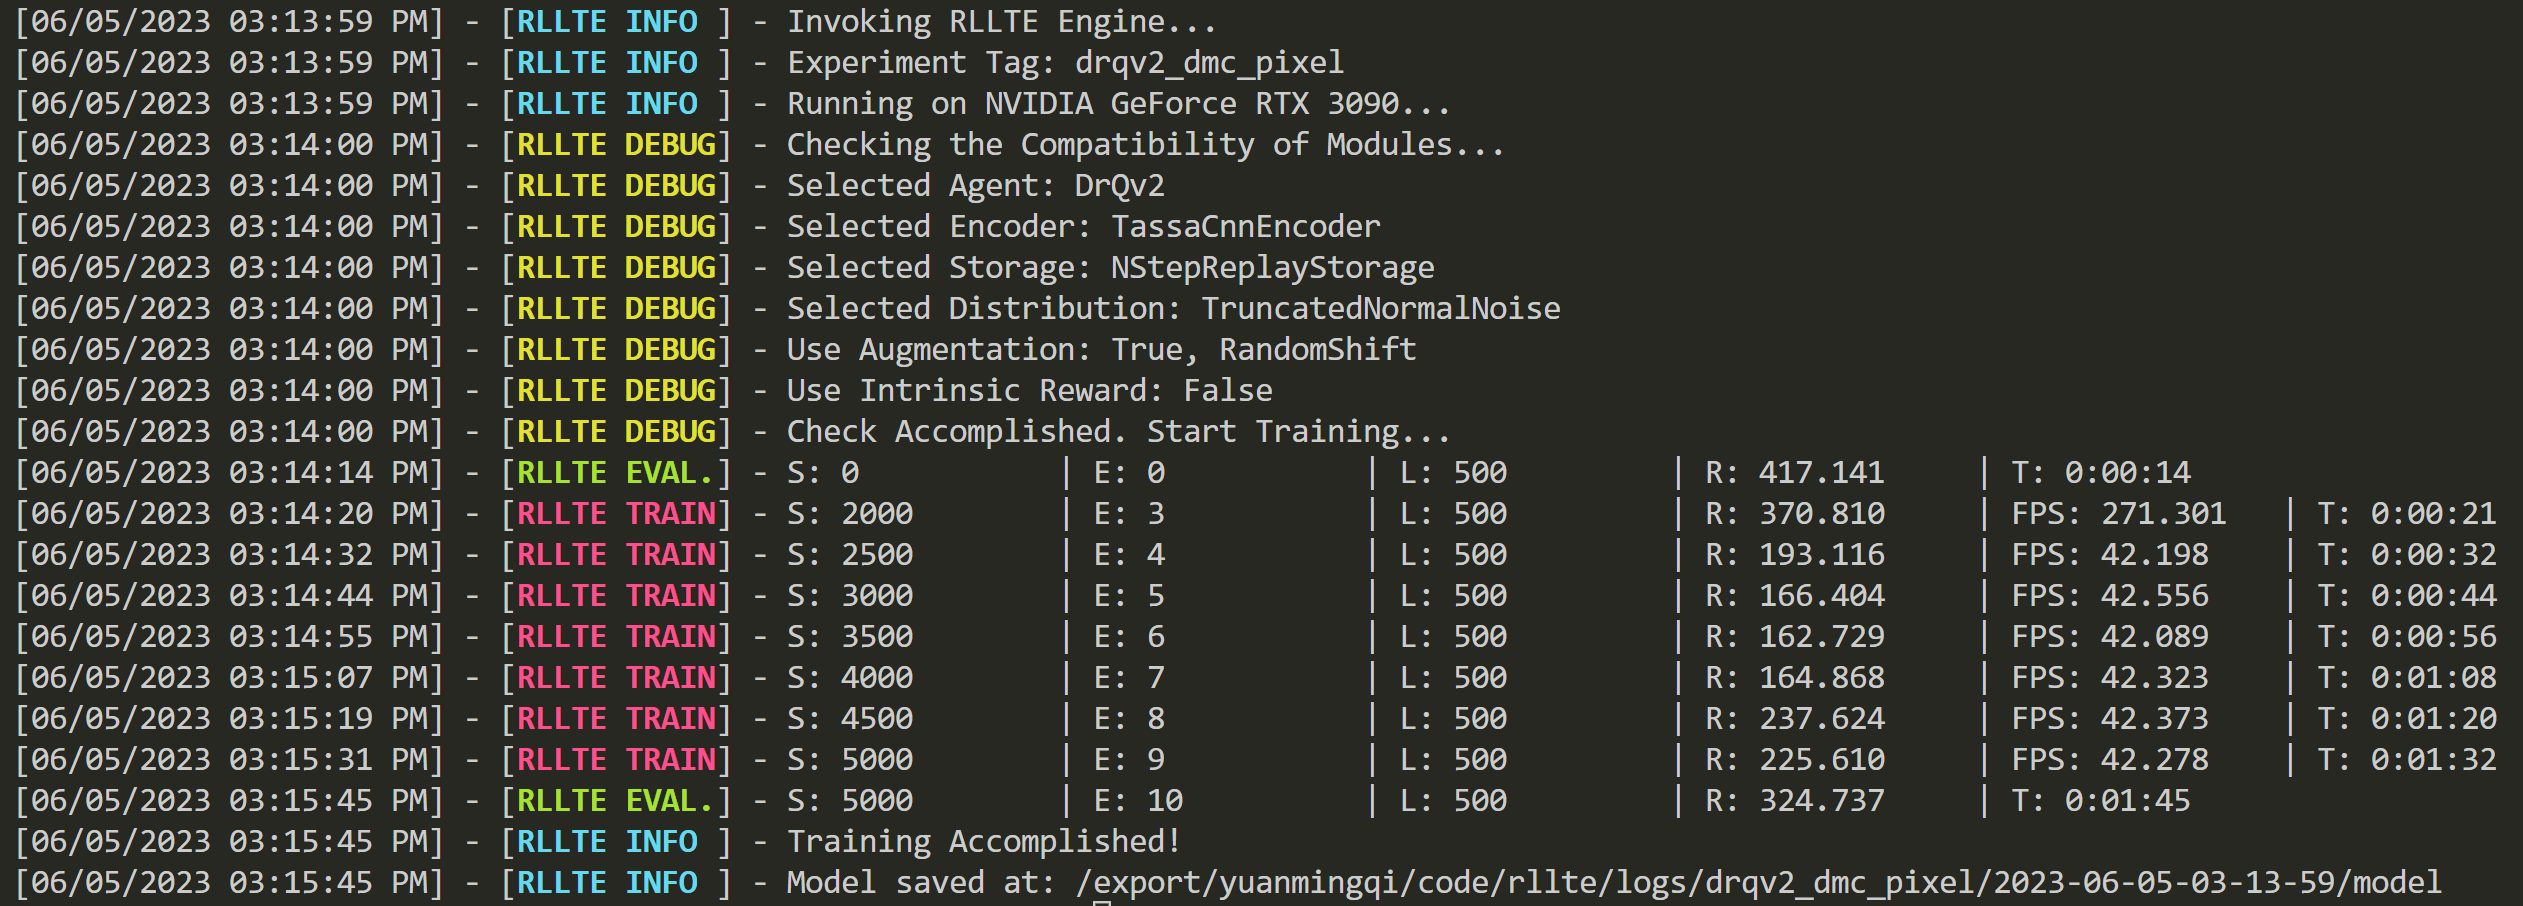 [06/05/2023 03:13:59 PM] - [RLLTE INFO ] - Invoking RLLTE Engine...
[06/05/2023 03:13:59 PM] - [RLLTE INFO ] - Experiment Tag: drqv2_dmc_pixel
[06/05/2023 03:13:59 PM] - [RLLTE INFO ] - Running on NVIDIA GeForce RTX 3090...
[06/05/2023 03:14:00 PM] - [RLLTE DEBUG] - Checking the Compatibility of Modules...
[06/05/2023 03:14:00 PM] - [RLLTE DEBUG] - Selected Agent: DrQv2
[06/05/2023 03:14:00 PM] - [RLLTE DEBUG] - Selected Encoder: TassaCnnEncoder
[06/05/2023 03:14:00 PM] - [RLLTE DEBUG] - Selected Storage: NStepReplayStorage
[06/05/2023 03:14:00 PM] - [RLLTE DEBUG] - Selected Distribution: TruncatedNormalNoise
[06/05/2023 03:14:00 PM] - [RLLTE DEBUG] - Use Augmentation: True, RandomShift
[06/05/2023 03:14:00 PM] - [RLLTE DEBUG] - Use Intrinsic Reward: False
[06/05/2023 03:14:00 PM] - [RLLTE DEBUG] - Check Accomplished. Start Training...
[06/05/2023 03:14:14 PM] - [RLLTE EVAL.] - S: 0 | E: 0 | L: 500 | R: 417.141 | T: 0:00:14
[06/05/2023 03:14:20 PM] - [RLLTE TRAIN] - S: 2000 | E: 3 | L: 500 | R: 370.810 | FPS: 271.301 | T: 0:00:21
[06/05/2023 03:14:32 PM] - [RLLTE TRAIN] - S: 2500 | E: 4 | L: 500 | R: 193.116 | FPS: 42.198 | T: 0:00:32
[06/05/2023 03:14:44 PM] - [RLLTE TRAIN] - S: 3000 | E: 5 | L: 500 | R: 166.404 | FPS: 42.556 | T: 0:00:44
[06/05/2023 03:14:55 PM] - [RLLTE TRAIN] - S: 3500 | E: 6 | L: 500 | R: 162.729 | FPS: 42.089 | T: 0:00:56
[06/05/2023 03:15:07 PM] - [RLLTE TRAIN] - S: 4000 | E: 7 | L: 500 | R: 164.868 | FPS: 42.323 | T: 0:01:08
[06/05/2023 03:15:19 PM] - [RLLTE TRAIN] - S: 4500 | E: 8 | L: 500 | R: 237.624 | FPS: 42.373 | T: 0:01:20
[06/05/2023 03:15:31 PM] - [RLLTE TRAIN] - S: 5000 | E: 9 | L: 500 | R: 225.610 | FPS: 42.278 | T: 0:01:32
[06/05/2023 03:15:45 PM] - [RLLTE EVAL.] - S: 5000 | E: 10 | L: 500 | R: 324.737 | T: 0:01:45
[06/05/2023 03:15:45 PM] - [RLLTE INFO ] - Training Accomplished!
[06/05/2023 03:15:45 PM] - [RLLTE INFO ] - Model saved at: /export/yuanmingqi/code/rllte/logs/drqv2_dmc_pixel/2023-06-05-03-13-59/model